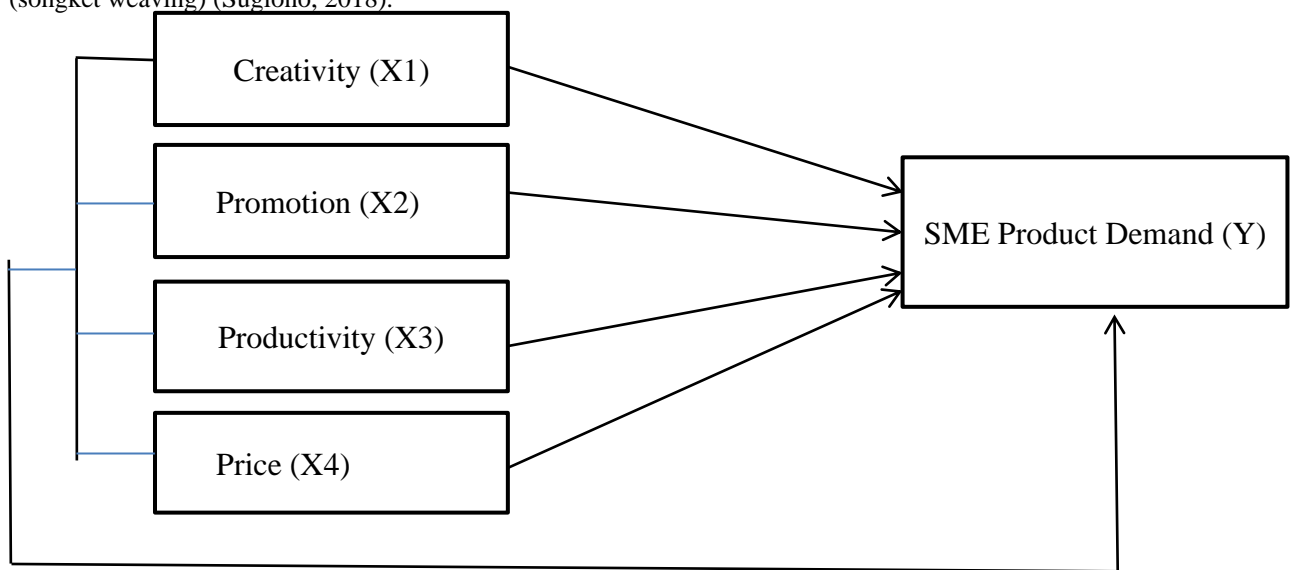 (songket weaving) (Sugiono, 2018).
Creativity (X1)
Promotion (X2)
SME Product Demand (Y)
Productivity (X3)
Price (X4)